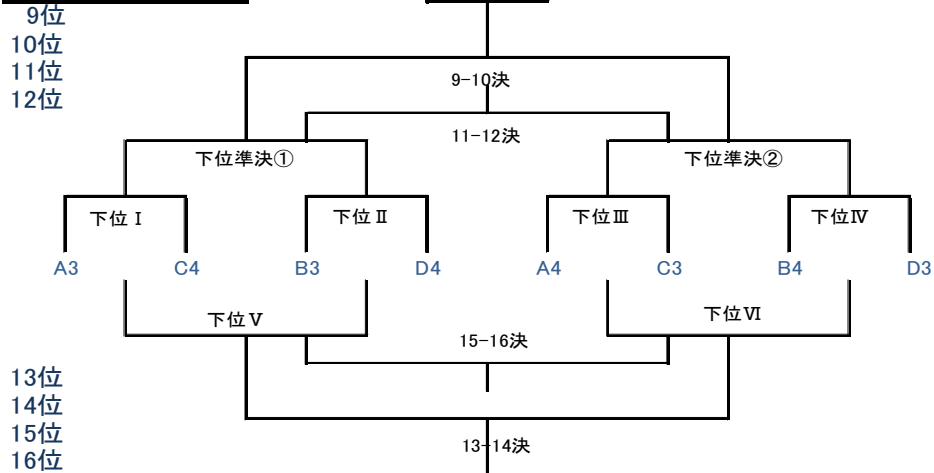 9位
10位
11位
12位
9-10決
11-12決
下位準決①
下位準決②
下位Ⅰ
下位Ⅱ
下位Ⅲ
下位Ⅳ
A3
C4
B3
D4
A4
C3
B4
D3
下位Ⅴ
下位Ⅵ
15-16決
13位
14位
15位
16位
13-14決